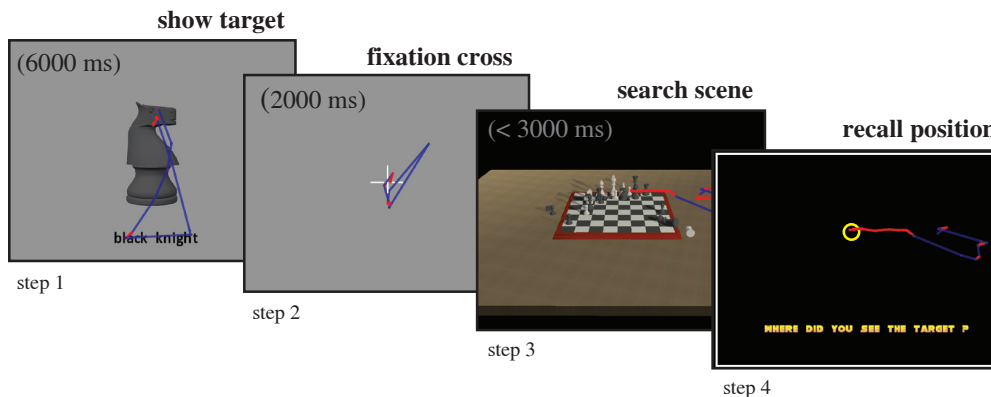 show target
(6000 ms)
black knight
step 1
fixation cross
(2000 ms)
step 2
search scene
(< 3000 ms)
step 3
recall position
WHERE DID YOU SEE THE TARGET ?
step 4